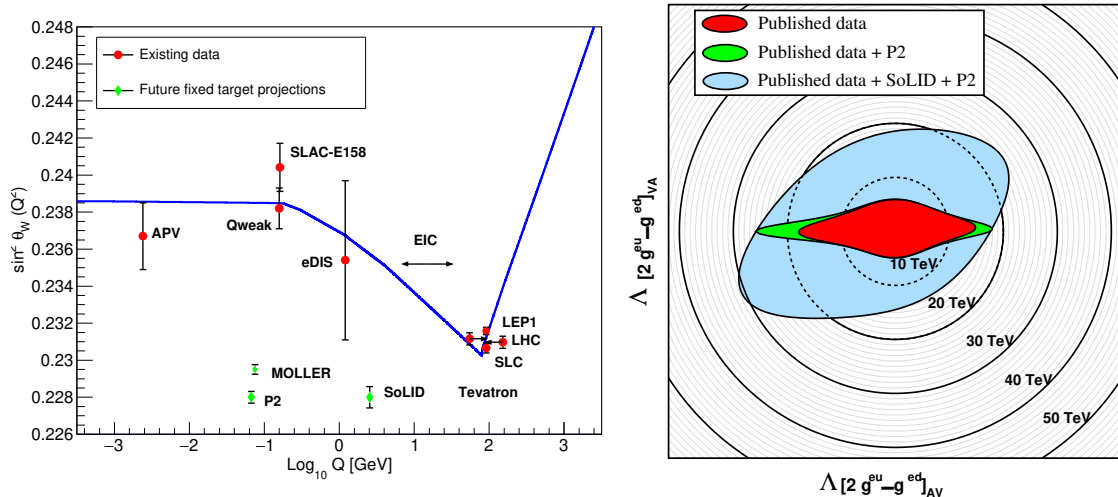 0.248
0.246
0.244
0.242
0.24
0.238
0.236
0.234
0.232
0.23
0.228
0.226
sin² θ_W (Q²)
Existing data
Future fixed target projections
SLAC-E158
APV
Qweak
eDIS
EIC
LEP1
LHC
SLC
MOLLER
P2
SoLID
Tevatron
−3 −2 −1 0 1 2 3
Log₁₀ Q [GeV]
Published data
Published data + P2
Published data + SoLID + P2
10 TeV
20 TeV
30 TeV
40 TeV
50 TeV
Λ [2 g^eu–g^ed]_VA
Λ [2 g^eu–g^ed]_AV